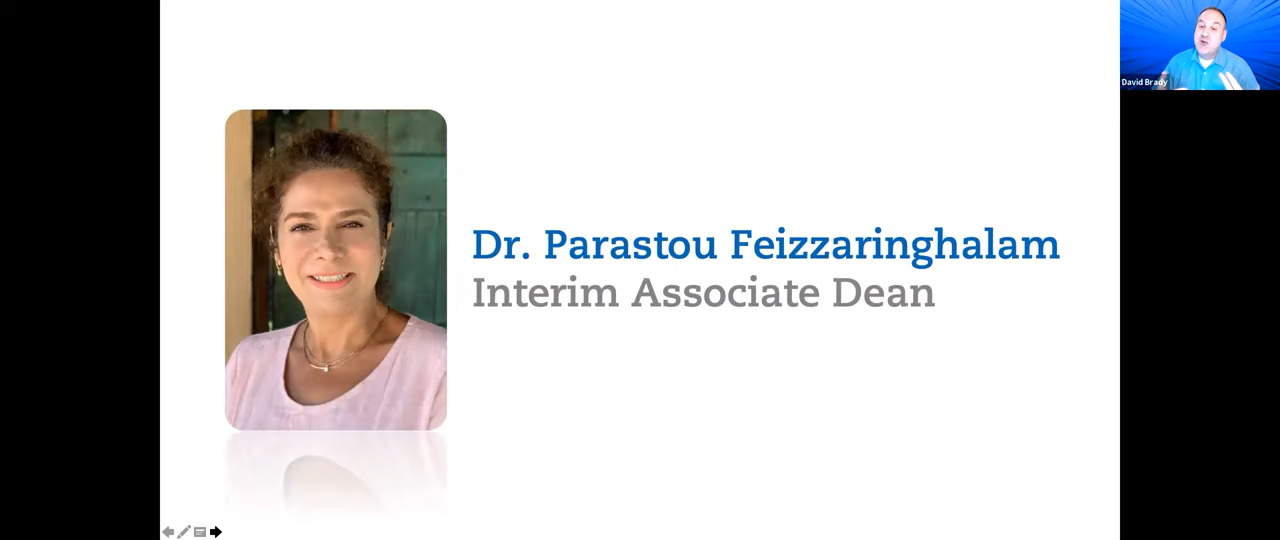 David Brady
Dr. Parastou Feizzaringhalam
Interim Associate Dean